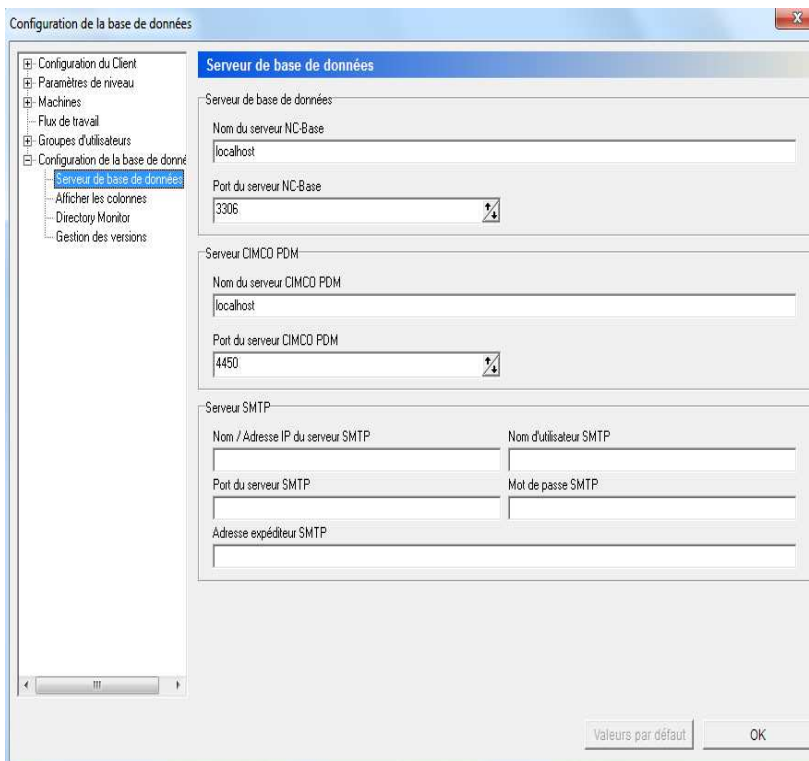 Configuration de la base de données
Configuration du Client
Paramètres de niveau
Machines
Flux de travail
Groupes d'utilisateurs
Configuration de la base de donné
Serveur de base de données
Afficher les colonnes
Directory Monitor
Gestion des versions
Serveur de base de données
Serveur de base de données
Nom du serveur NC-Base
localhost
Port du serveur NC-Base
3306
Serveur CIMCO PDM
Nom du serveur CIMCO PDM
localhost
Port du serveur CIMCO PDM
4450
Serveur SMTP
Nom / Adresse IP du serveur SMTP
Nom d'utilisateur SMTP
Port du serveur SMTP
Mot de passe SMTP
Adresse expéditeur SMTP
Valeurs par défaut
OK